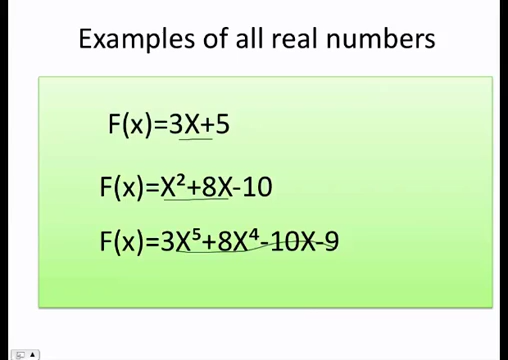 Examples of all real numbers
F(x)=3X+5
F(x)=X²+8X-10
F(x)=3X⁵+8X⁴-10X-9